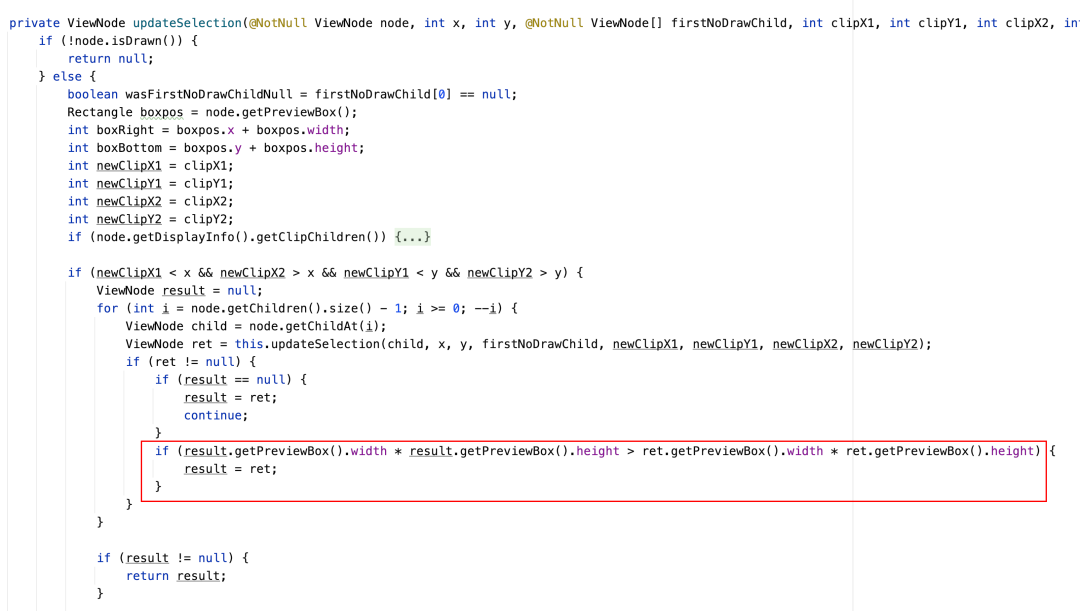 private ViewNode updateSelection(@NotNull ViewNode node, int x, int y, @NotNull ViewNode[] firstNoDrawChild, int clipX1, int clipY1, int clipX2, in
if (!node.isDrawn()) {
return null;
} else {
boolean wasFirstNoDrawChildNull = firstNoDrawChild[0] == null;
Rectangle boxpos = node.getPreviewBox();
int boxRight = boxpos.x + boxpos.width;
int boxBottom = boxpos.y + boxpos.height;
int newClipX1 = clipX1;
int newClipY1 = clipY1;
int newClipX2 = clipX2;
int newClipY2 = clipY2;
if (node.getDisplayInfo().getClipChildren()) {...}
if (newClipX1 < x && newClipX2 > x && newClipY1 < y && newClipY2 > y) {
ViewNode result = null;
for (int i = node.getChildren().size() - 1; i >= 0; --i) {
ViewNode child = node.getChildAt(i);
ViewNode ret = this.updateSelection(child, x, y, firstNoDrawChild, newClipX1, newClipY1, newClipX2, newClipY2);
if (ret != null) {
if (result == null) {
result = ret;
continue;
}
if (result.getPreviewBox().width * result.getPreviewBox().height > ret.getPreviewBox().width * ret.getPreviewBox().height) {
result = ret;
}
}
}
if (result != null) {
return result;
}